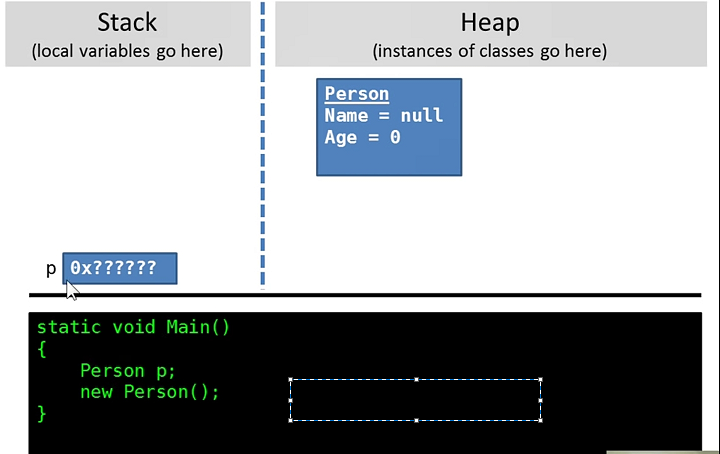 Stack
(local variables go here)
Heap
(instances of classes go here)
Person
Name = null
Age = 0
p 0x??????
static void Main()
{
    Person p;
    new Person();
}